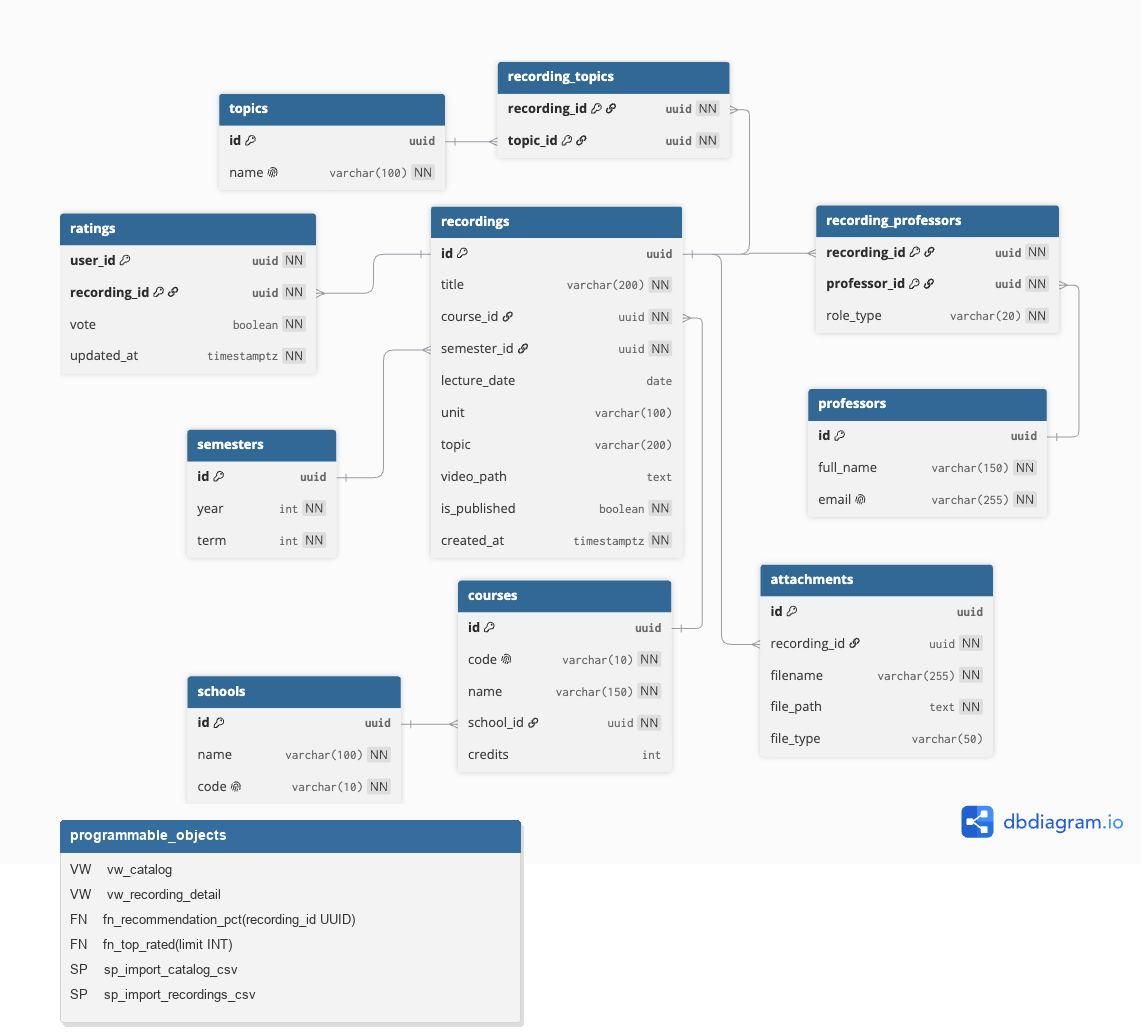 recording_topics
recording_id uuid NN
topic_id uuid NN
topics
id uuid
name varchar(100) NN
ratings
user_id uuid NN
recording_id uuid NN
vote boolean NN
updated_at timestamptz NN
recordings
id uuid
title varchar(200) NN
course_id uuid NN
semester_id uuid NN
lecture_date date
unit varchar(100)
topic varchar(200)
video_path text
is_published boolean NN
created_at timestamptz NN
recording_professors
recording_id uuid NN
professor_id uuid NN
role_type varchar(20) NN
professors
id uuid
full_name varchar(150) NN
email varchar(255) NN
semesters
id uuid
year int NN
term int NN
attachments
id uuid
recording_id uuid NN
filename varchar(255) NN
file_path text NN
file_type varchar(50)
courses
id uuid
code varchar(10) NN
name varchar(150) NN
school_id uuid NN
credits int
schools
id uuid
name varchar(100) NN
code varchar(10) NN
dbdiagram.io
programmable_objects
VW vw_catalog
VW vw_recording_detail
FN fn_recommendation_pct(recording_id UUID)
FN fn_top_rated(limit INT)
SP sp_import_catalog_csv
SP sp_import_recordings_csv